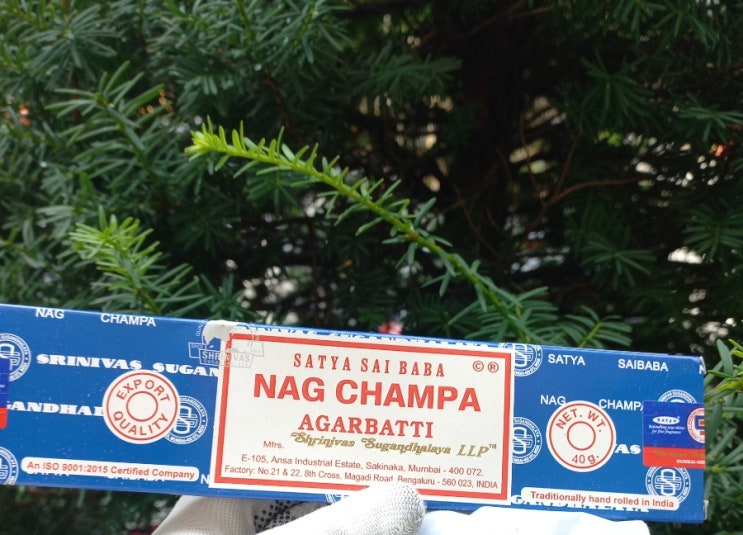 NAG CHAMPA
SRINIVAS SUGAN
SATYA SAI BABA
© ®
NAG CHAMPA
AGARBATTI
Mfrs. Shrinivas Sugandhalaya LLP™
E-105, Ansa Industrial Estate, Sakinaka, Mumbai - 400 072.
Factory: No.21 & 22, 8th Cross, Magadi Road, Bengaluru - 560 023, INDIA
EXPORT
QUALITY
An ISO 9001:2015 Certified Company
SATYA SAIBABA
NAG CHAMPA
NET. WT.
40 g.
Traditionally hand rolled in India